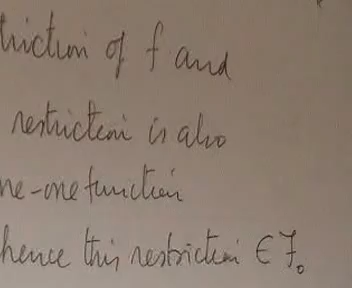 triction of f and
restriction is also
ne-one function
hence this restriction ∈ F₀